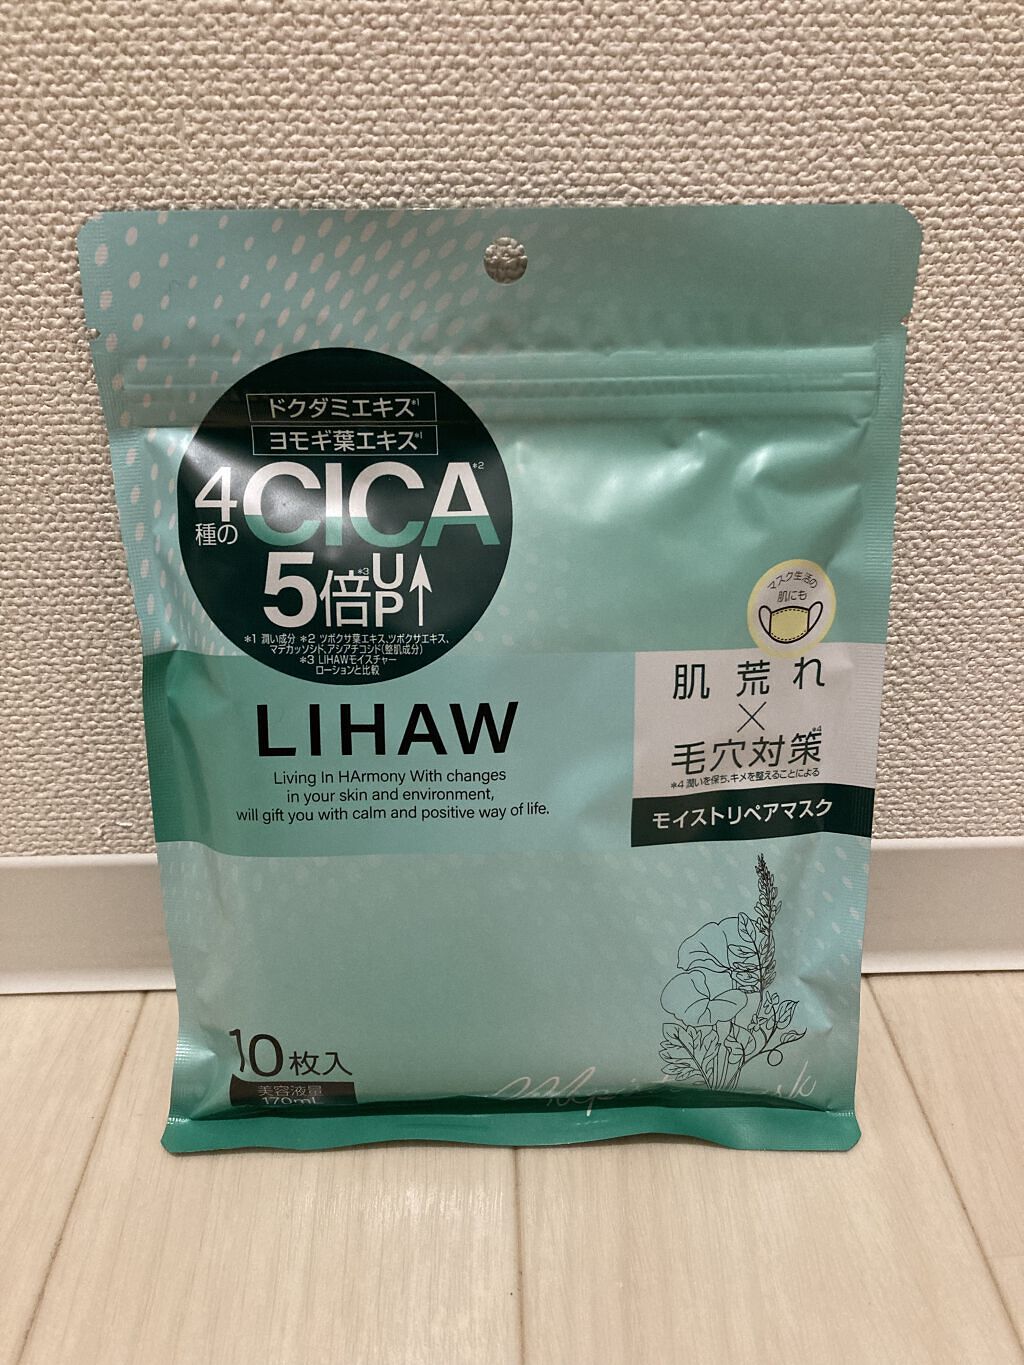 ドクダミエキス*1
ヨモギ葉エキス*1
4種のCICA*2
5倍*3UP↑
*1 潤い成分 *2 ツボクサ葉エキス、ツボクサエキス、
マデカッソシド、アシアチコシド(整肌成分)
*3 LIHAWモイスチャー
ローションと比較
マスク生活の
肌にも
肌荒れ
×
毛穴対策*4
*4 潤いを保ち、キメを整えることによる
モイストリペアマスク
LIHAW
Living In HArmony With changes
in your skin and environment,
will gift you with calm and positive way of life.
10枚入
美容液量
170mL